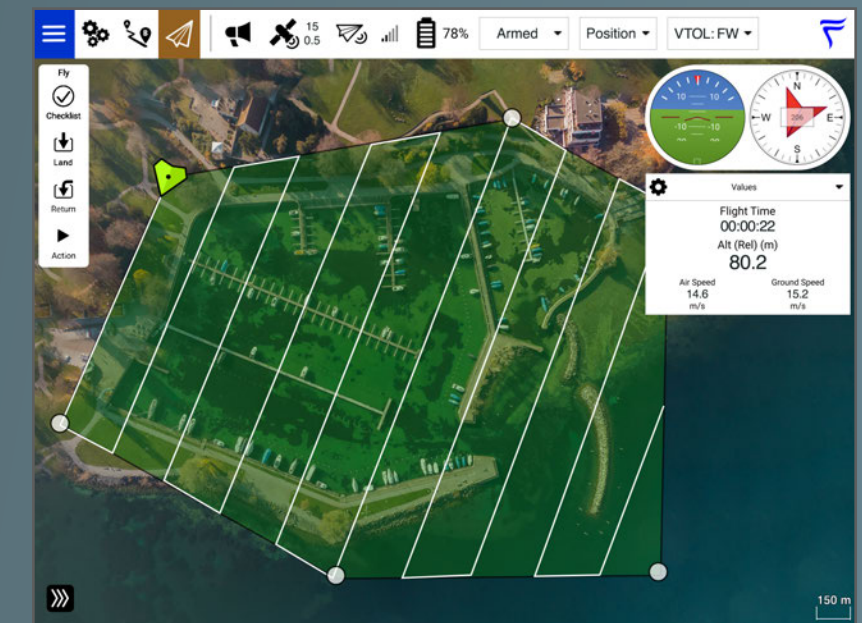 15
0.5
78%
Armed
Position
VTOL: FW
Fly
Checklist
Land
Return
Action
10 10
-10 -10
N
W 206 E
S
Values
Flight Time
00:00:22
Alt (Rel) (m)
80.2
Air Speed Ground Speed
14.6 15.2
m/s m/s
150 m